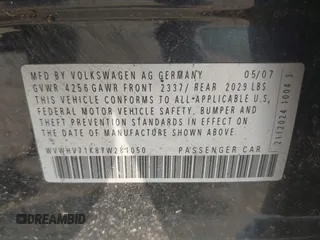 MFD. BY VOLKSWAGEN AG GERMANY 05/07
GVWR 4256 GAWR FRONT 2337/ REAR 2029 LBS
THIS VEHICLE CONFORMS TO ALL APPLICABLE U.S.
FEDERAL MOTOR VEHICLE SAFETY, BUMPER AND
THEFT PREVENTION STANDARDS IN EFFECT ON THE
DATE OF MANUFACTURE SHOWN ABOVE.
PASSENGER CAR
DREAMBID